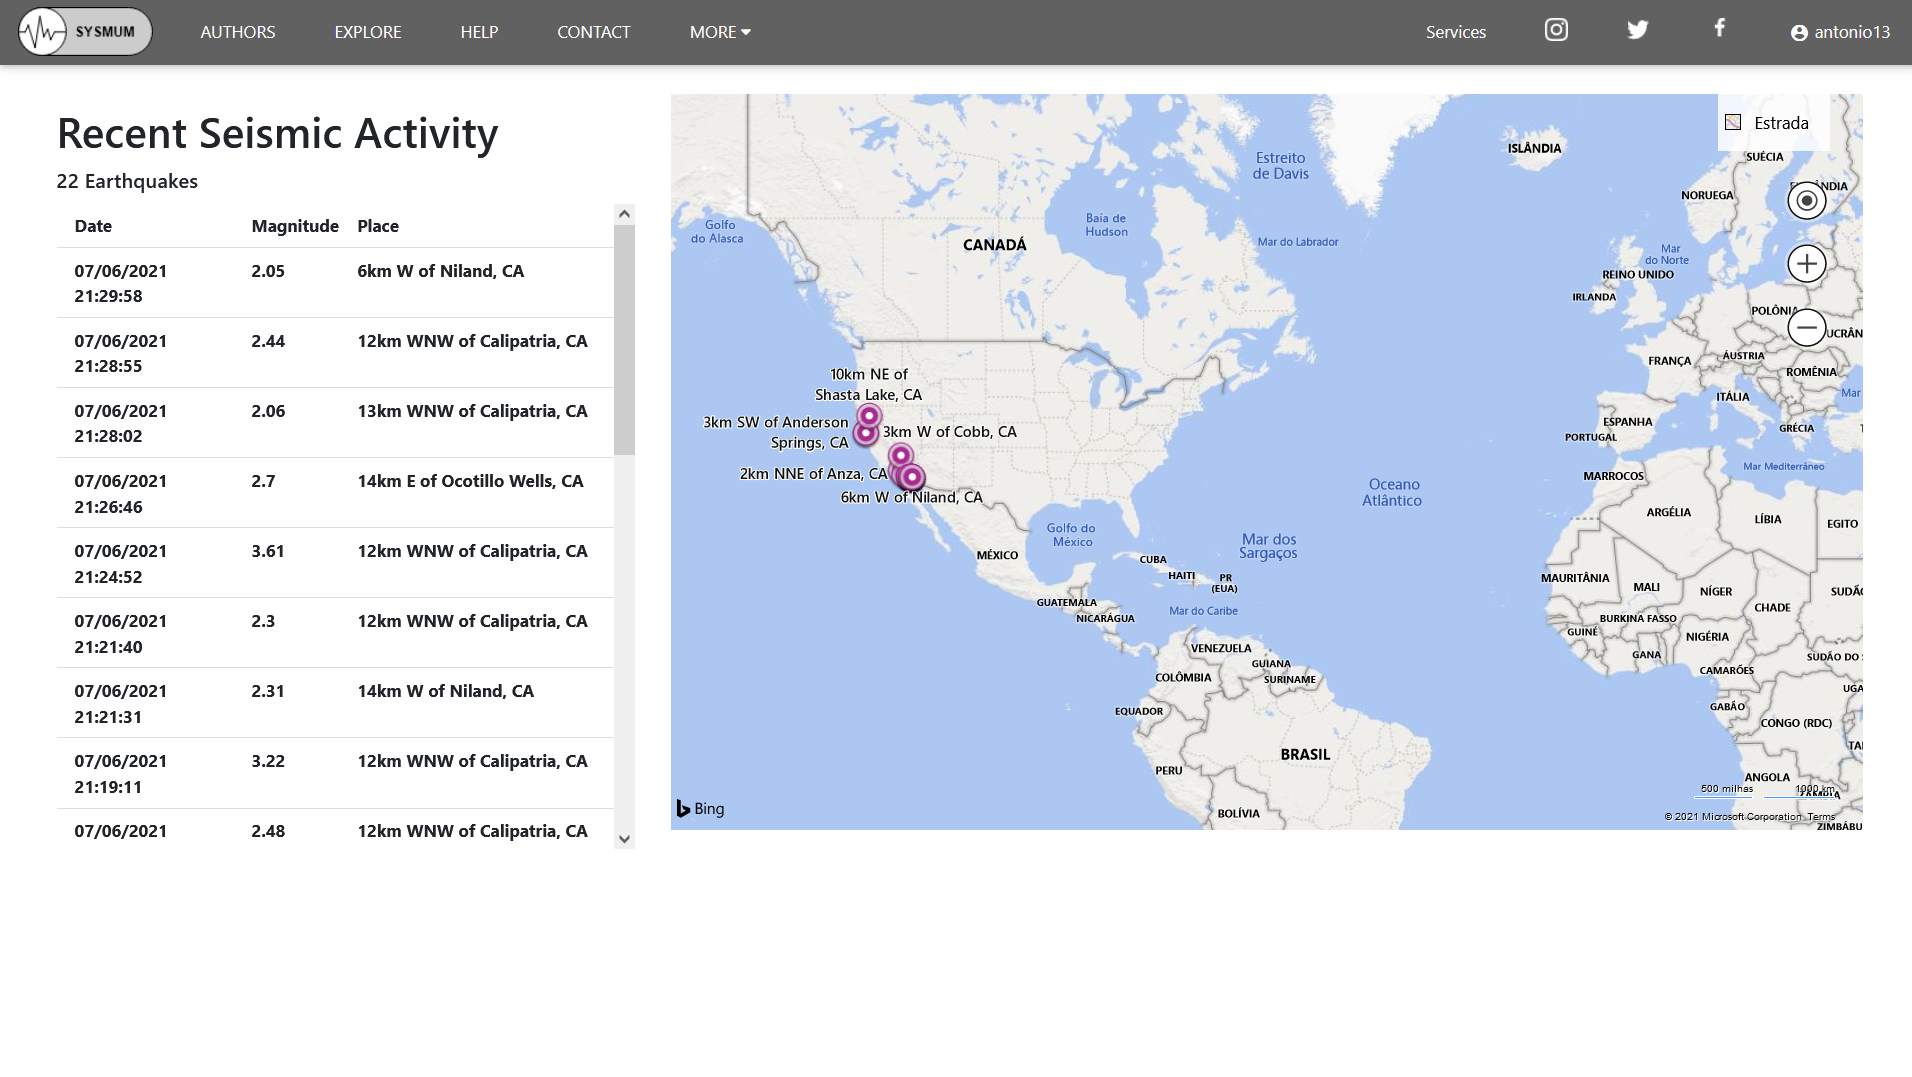 SYSMUM
AUTHORS
EXPLORE
HELP
CONTACT
MORE
Services
antonio13
Recent Seismic Activity
22 Earthquakes
Date Magnitude Place
07/06/2021 21:29:58 2.05 6km W of Niland, CA
07/06/2021 21:28:55 2.44 12km WNW of Calipatria, CA
07/06/2021 21:28:02 2.06 13km WNW of Calipatria, CA
07/06/2021 21:26:46 2.7 14km E of Ocotillo Wells, CA
07/06/2021 21:24:52 3.61 12km WNW of Calipatria, CA
07/06/2021 21:21:40 2.3 12km WNW of Calipatria, CA
07/06/2021 21:21:31 2.31 14km W of Niland, CA
07/06/2021 21:19:11 3.22 12km WNW of Calipatria, CA
07/06/2021 2.48 12km WNW of Calipatria, CA
Estrada
ISLÂNDIA
SUÉCIA
NORUEGA
Estreito
de Davis
Golfo
do Alasca
Baía de
Hudson
Mar do Labrador
CANADÁ
Mar
do Norte
REINO UNIDO
IRLANDA
POLÔNIA
UCRÂN
FRANÇA
ÁUSTRIA
ROMÊNIA
ITÁLIA
Mar
ESPANHA
PORTUGAL
GRÉCIA
Mar Mediterrâneo
10km NE of
Shasta Lake, CA
3km SW of Anderson
Springs, CA
3km W of Cobb, CA
2km NNE of Anza, CA
6km W of Niland, CA
MARROCOS
Oceano
Atlântico
ARGÉLIA
LÍBIA
EGITO
Golfo do
México
Mar dos
Sargaços
MÉXICO
CUBA
HAITI
PR
(EUA)
MAURITÂNIA
MALI
NÍGER
CHADE
SUDÃO
GUATEMALA
NICARÁGUA
Mar do Caribe
BURKINA FASSO
GUINÉ
NIGÉRIA
GANA
CAMARÕES
SUDÃO DO
VENEZUELA
GUIANA
SURINAME
COLÔMBIA
UGA
GABÃO
EQUADOR
CONGO (RDC)
TA
BRASIL
PERU
ANGOLA
ZÂMBIA
BOLÍVIA
ZIMBÁBU
500 milhas
1000 km
Bing
© 2021 Microsoft Corporation Terms